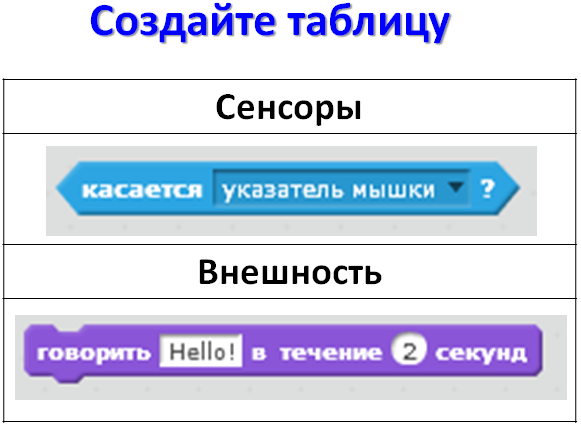 Создайте таблицу
Сенсоры
касается указатель мышки ?
Внешность
говорить Hello! в течение 2 секунд